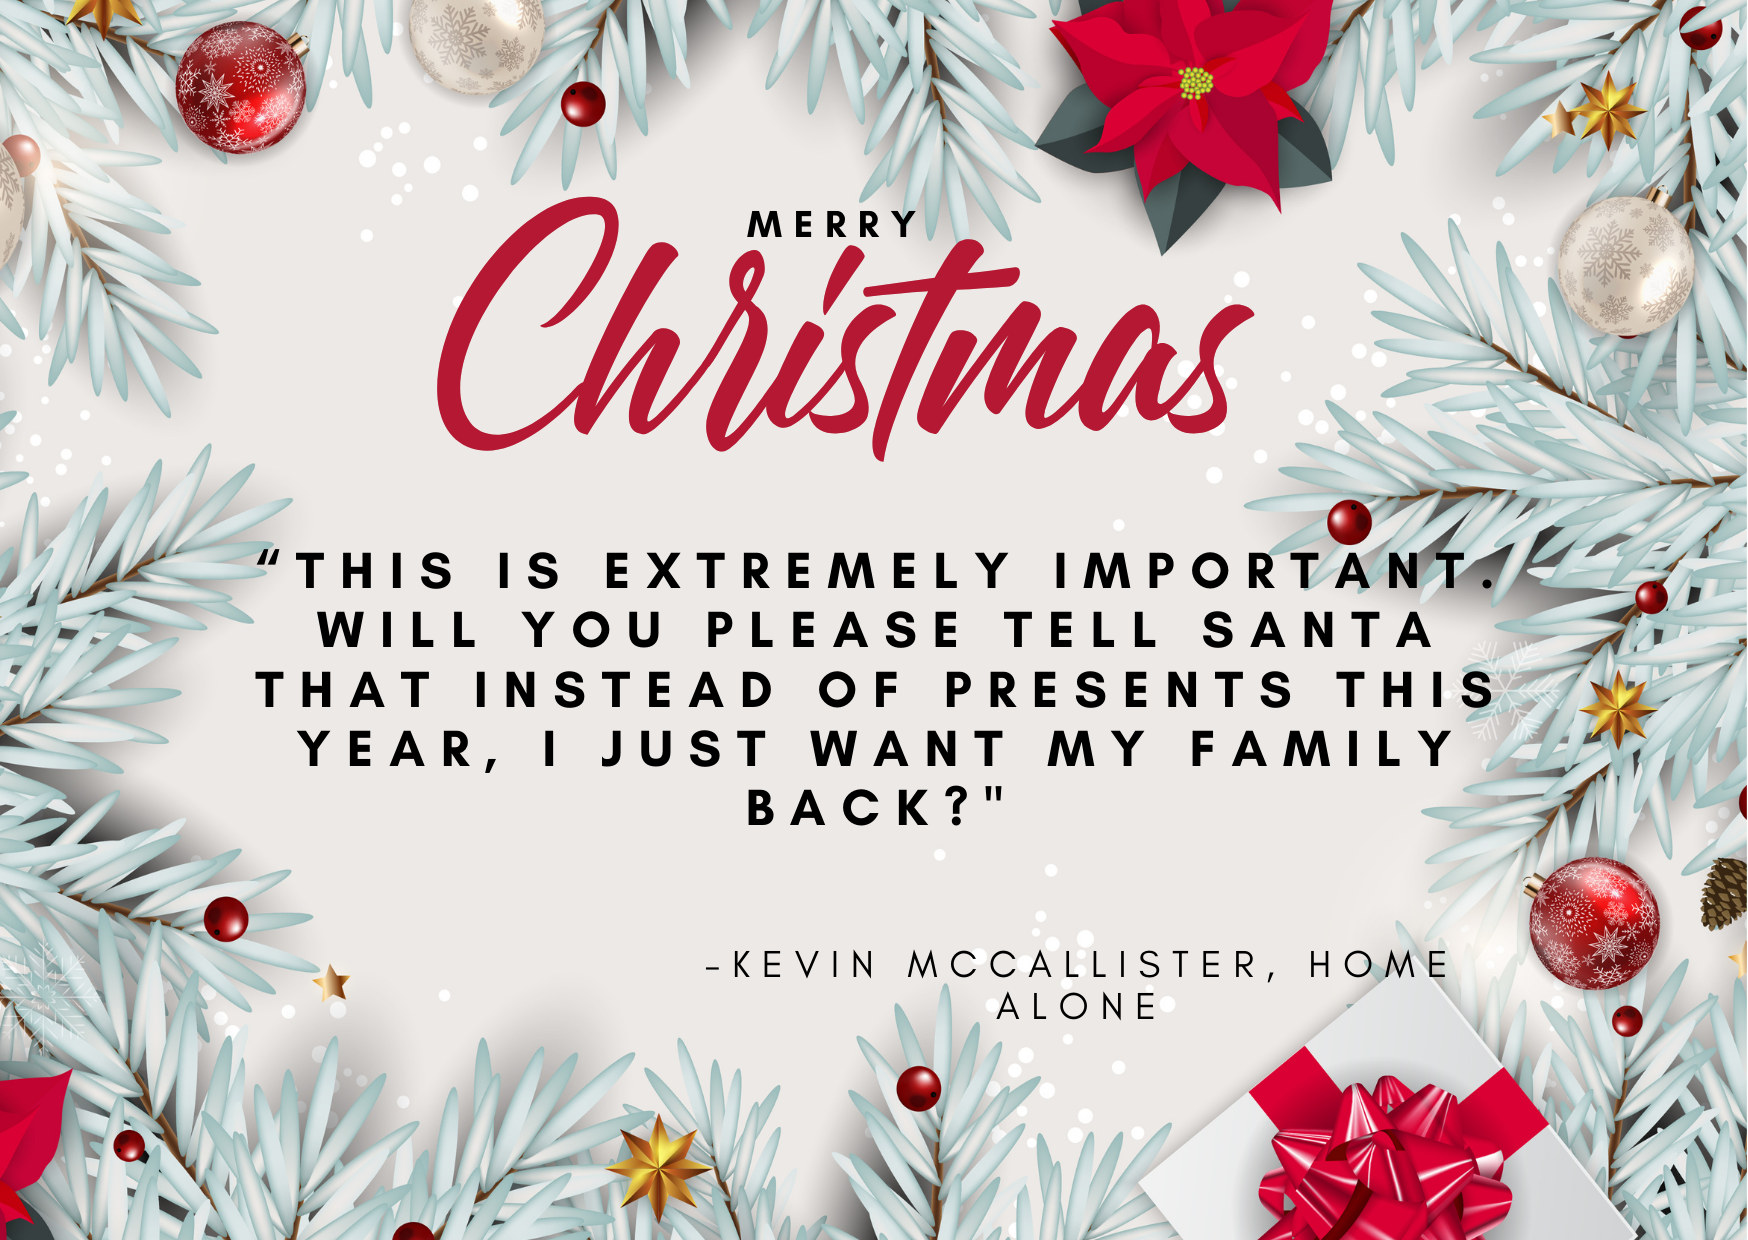 MERRY
Christmas
“THIS IS EXTREMELY IMPORTANT.
WILL YOU PLEASE TELL SANTA
THAT INSTEAD OF PRESENTS THIS
YEAR, I JUST WANT MY FAMILY
BACK?"
-KEVIN MCCALLISTER, HOME
ALONE